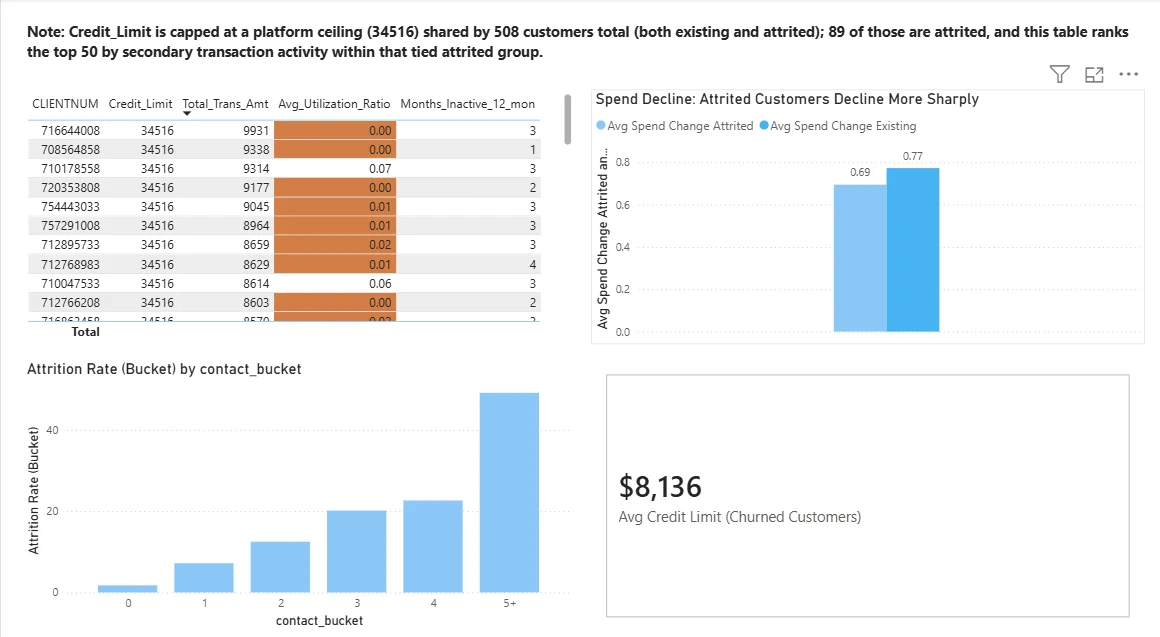 Note: Credit_Limit is capped at a platform ceiling (34516) shared by 508 customers total (both existing and attrited); 89 of those are attrited, and this table ranks
the top 50 by secondary transaction activity within that tied attrited group.
CLIENTNUM Credit_Limit Total_Trans_Amt Avg_Utilization_Ratio Months_Inactive_12_mon
716644008 34516 9931 0.00 3
708564858 34516 9338 0.00 1
710178558 34516 9314 0.07 3
720353808 34516 9177 0.00 2
754443033 34516 9045 0.01 3
757291008 34516 8964 0.01 3
712895733 34516 8659 0.02 3
712768983 34516 8629 0.01 4
710047533 34516 8614 0.06 3
712766208 34516 8603 0.00 2
Total
Spend Decline: Attrited Customers Decline More Sharply
Avg Spend Change Attrited Avg Spend Change Existing
Avg Spend Change Attrited an...
0.8
0.6
0.4
0.2
0.0
0.69
0.77
Attrition Rate (Bucket) by contact_bucket
Attrition Rate (Bucket)
40
20
0
0 1 2 3 4 5+
contact_bucket
$8,136
Avg Credit Limit (Churned Customers)